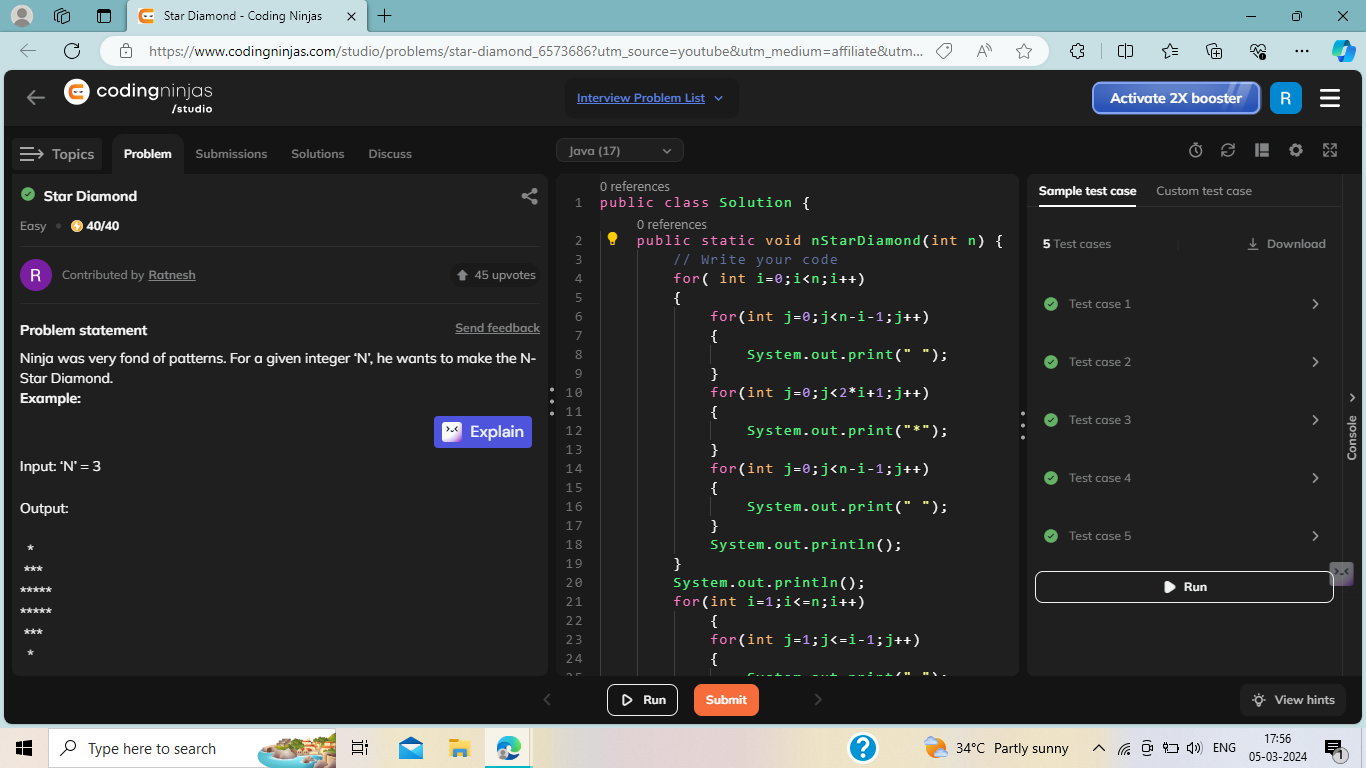 Star Diamond - Coding Ninjas
https://www.codingninjas.com/studio/problems/star-diamond_6573686?utm_source=youtube&utm_medium=affiliate&utm...
codingninjas
/studio
Interview Problem List
Activate 2X booster
R
Topics
Problem
Submissions
Solutions
Discuss
Java (17)
Star Diamond
Easy • 40/40
R
Contributed by Ratnesh
45 upvotes
Problem statement
Send feedback
Ninja was very fond of patterns. For a given integer ‘N’, he wants to make the N-
Star Diamond.
Example:
Explain
Input: ‘N’ = 3
Output:
*
***
*****
*****
***
*
0 references
1 public class Solution {
0 references
2 public static void nStarDiamond(int n) {
3 // Write your code
4 for( int i=0;i<n;i++)
5 {
6 for(int j=0;j<n-i-1;j++)
7 {
8 System.out.print(" ");
9 }
10 for(int j=0;j<2*i+1;j++)
11 {
12 System.out.print("*");
13 }
14 for(int j=0;j<n-i-1;j++)
15 {
16 System.out.print(" ");
17 }
18 System.out.println();
19 }
20 System.out.println();
21 for(int i=1;i<=n;i++)
22 {
23 for(int j=1;j<=i-1;j++)
24 {
Sample test case
Custom test case
5 Test cases
Download
Test case 1
Test case 2
Test case 3
Test case 4
Test case 5
Run
Console
Run
Submit
View hints
Type here to search
34°C Partly sunny
ENG
17:56
05-03-2024
1